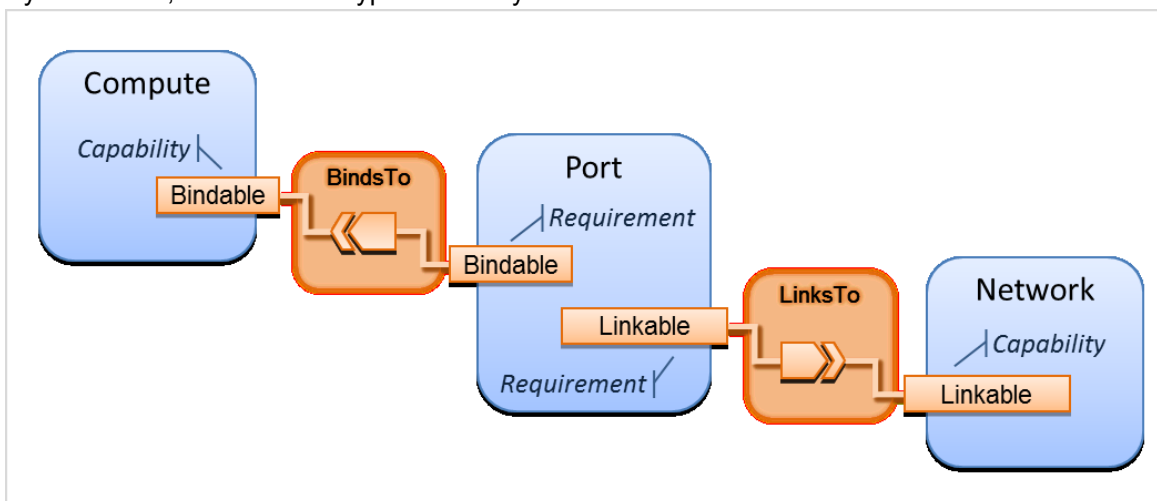 Compute
Capability
Bindable
BindsTo
Port
Requirement
Bindable
Linkable
Requirement
LinksTo
Network
Capability
Linkable